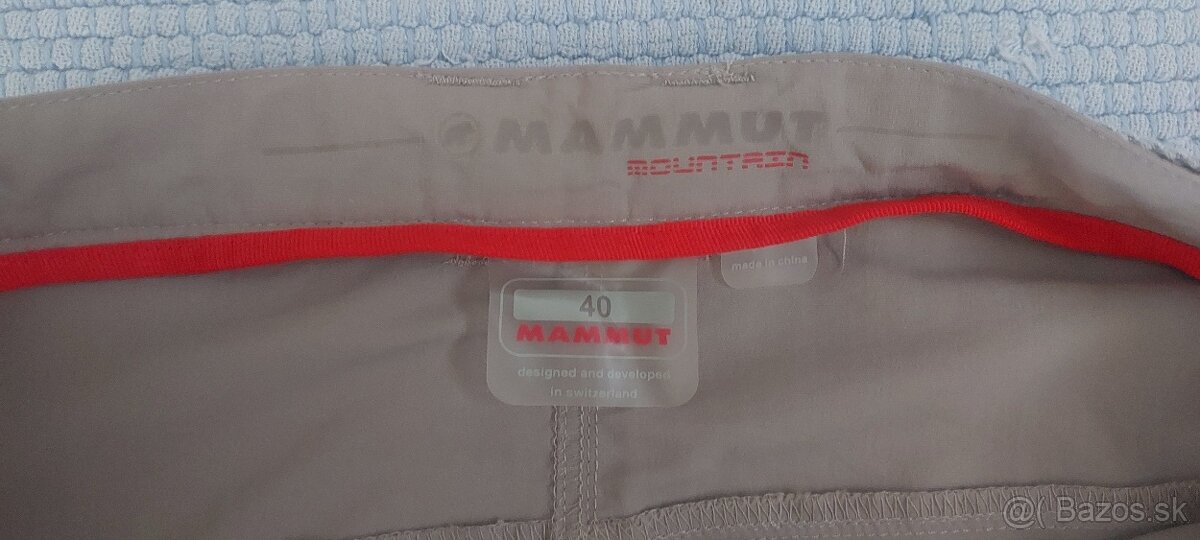 MAMMUT
MOUNTAIN
made in china
40
MAMMUT
designed and developed
in switzerland
@( Bazos.sk